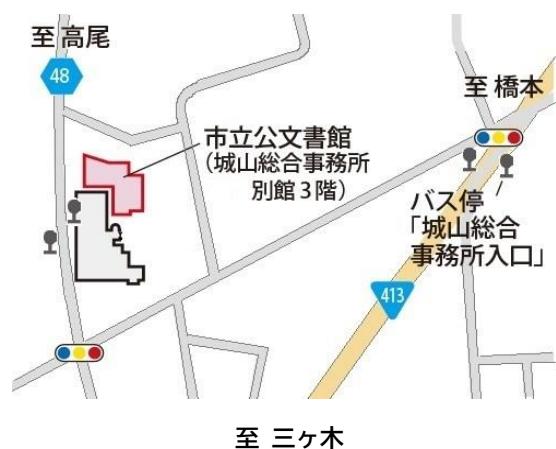 至 高尾
48
至 橋本
市立公文書館
（城山総合事務所
別館3階）
バス停
「城山総合
事務所入口」
413
至 三ヶ木